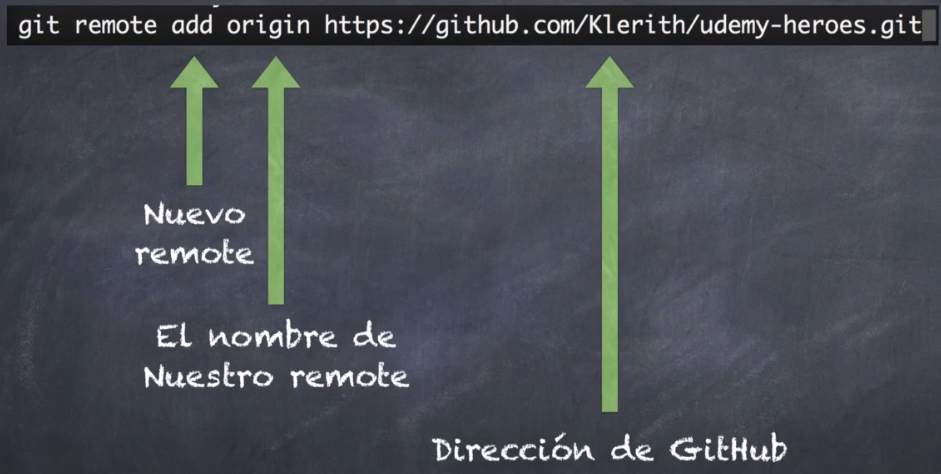 git remote add origin https://github.com/Klerith/udemy-heroes.git
Nuevo
remote
El nombre de
Nuestro remote
Dirección de GitHub